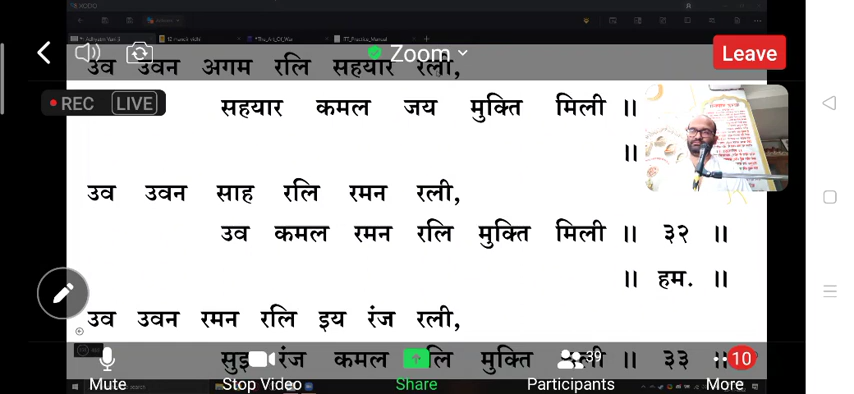 Zoom
Leave
REC LIVE
उव उवन अगम रलि सहयार रली,
सहयार कमल जय मुक्ति मिली ॥
॥
उव उवन साह रलि रमन रली,
उव कमल रमन रलि मुक्ति मिली ॥ ३२ ॥
॥ हम. ॥
उव उवन रमन रलि इय रंज रली,
सुइ रंज कमल लि मुक्ति ली ॥ ३३ ॥
39
10
Mute Stop Video Share Participants More